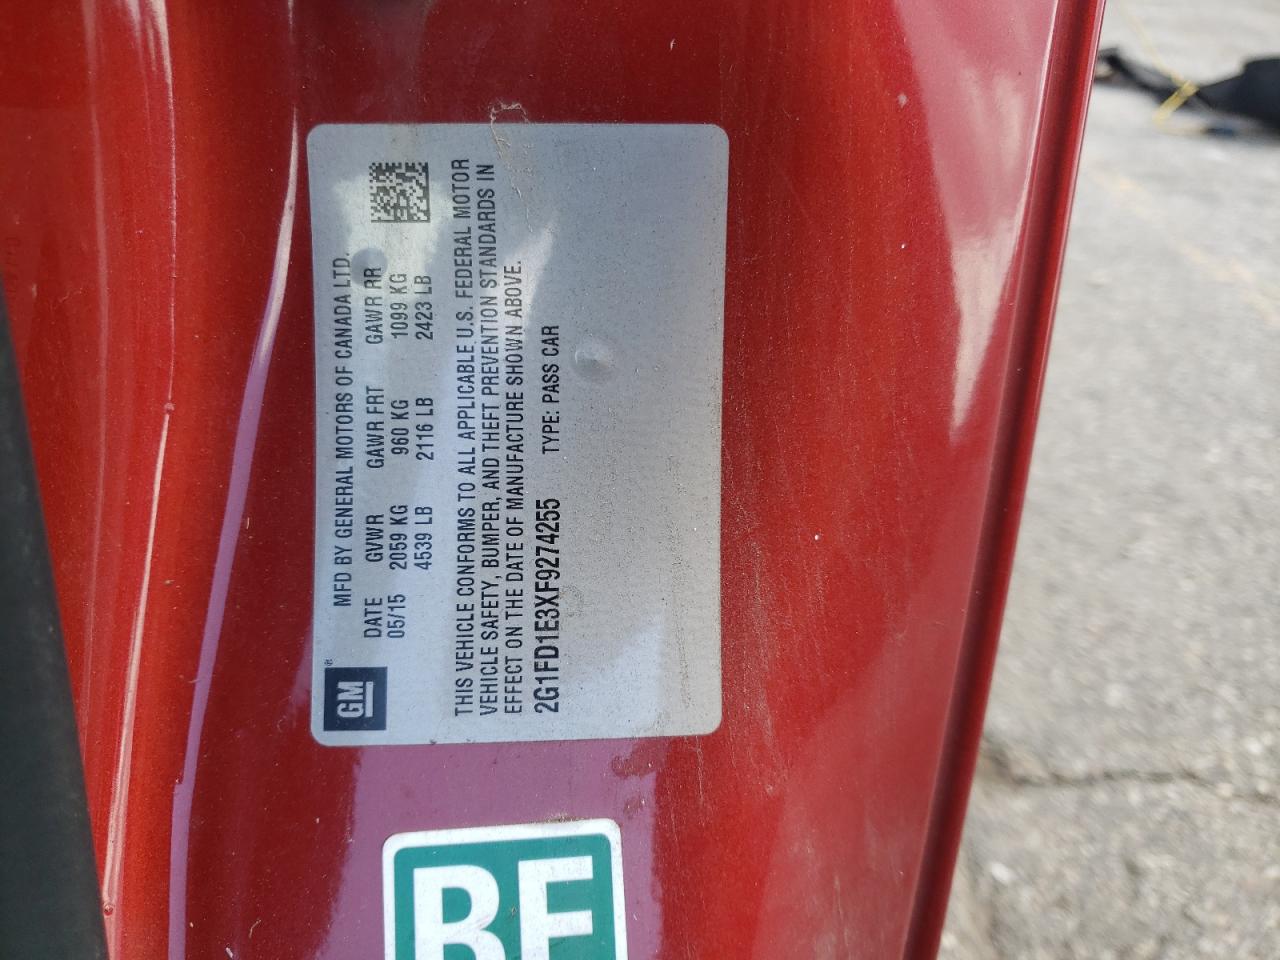 GM®
MFD BY GENERAL MOTORS OF CANADA LTD.
DATE GVWR GAWR FRT GAWR RR
05/15 2059 KG 960 KG 1099 KG
4539 LB 2116 LB 2423 LB
THIS VEHICLE CONFORMS TO ALL APPLICABLE U.S. FEDERAL MOTOR
VEHICLE SAFETY, BUMPER, AND THEFT PREVENTION STANDARDS IN
EFFECT ON THE DATE OF MANUFACTURE SHOWN ABOVE.
2G1FD1E3XF9274255 TYPE: PASS CAR